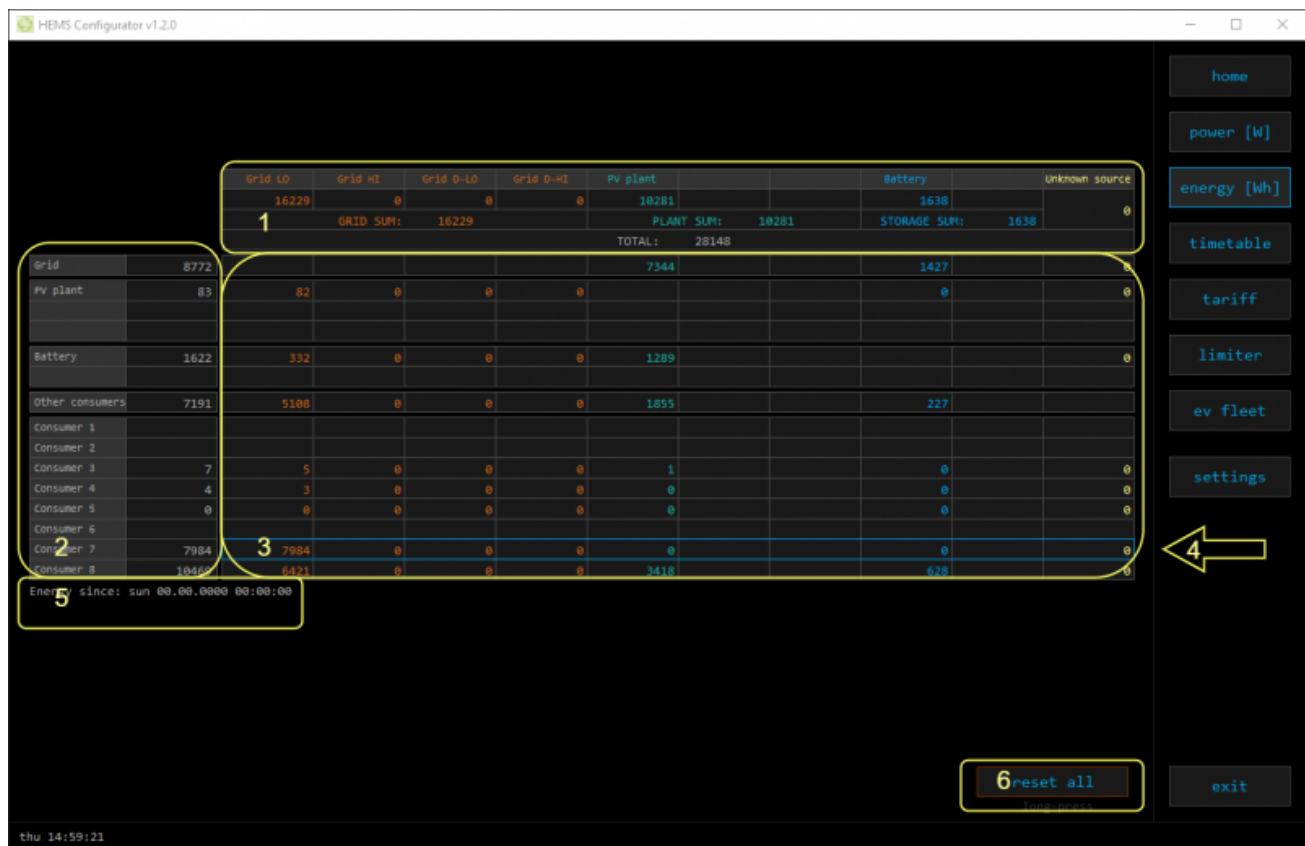 HEMS Configurator v1.2.0
home
power [W]
energy [Wh]
timetable
tariff
limiter
ev fleet
settings
exit
Grid LO Grid HI Grid D-LO Grid D-HI PV plant Battery Unknown source
16229 0 0 0 10281 1638 0
1 GRID SUM: 16229 PLANT SUM: 10281 STORAGE SUM: 1638
TOTAL: 28148
Grid 8772 7344 1427 0
PV plant 83 82 0 0 0 0 0
Battery 1622 332 0 0 0 1289 0
Other consumers 7191 5108 0 0 0 1855 227
Consumer 1
Consumer 2
Consumer 3 7 5 0 0 0 1 0 0
Consumer 4 4 3 0 0 0 0 0 0
Consumer 5 0 0 0 0 0 0 0 0
Consumer 6
2 3 4
Consumer 7 7984 7984 0 0 0 0 0 0
Consumer 8 6421 0 0 0 3418 628 0
5
Energy since: sun 00.00.0000 00:00:00
6
reset all
long-press
thu 14:59:21